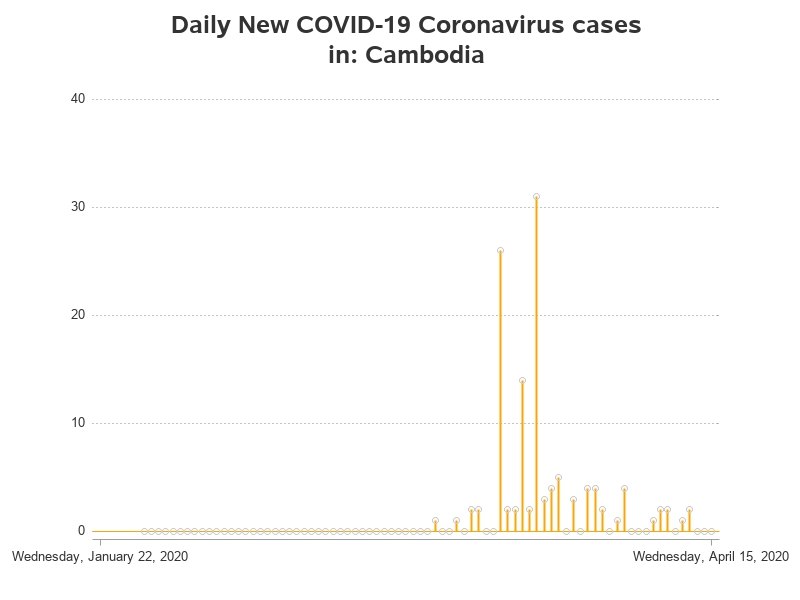 Daily New COVID-19 Coronavirus cases
in: Cambodia
40
30
20
10
0
Wednesday, January 22, 2020
Wednesday, April 15, 2020